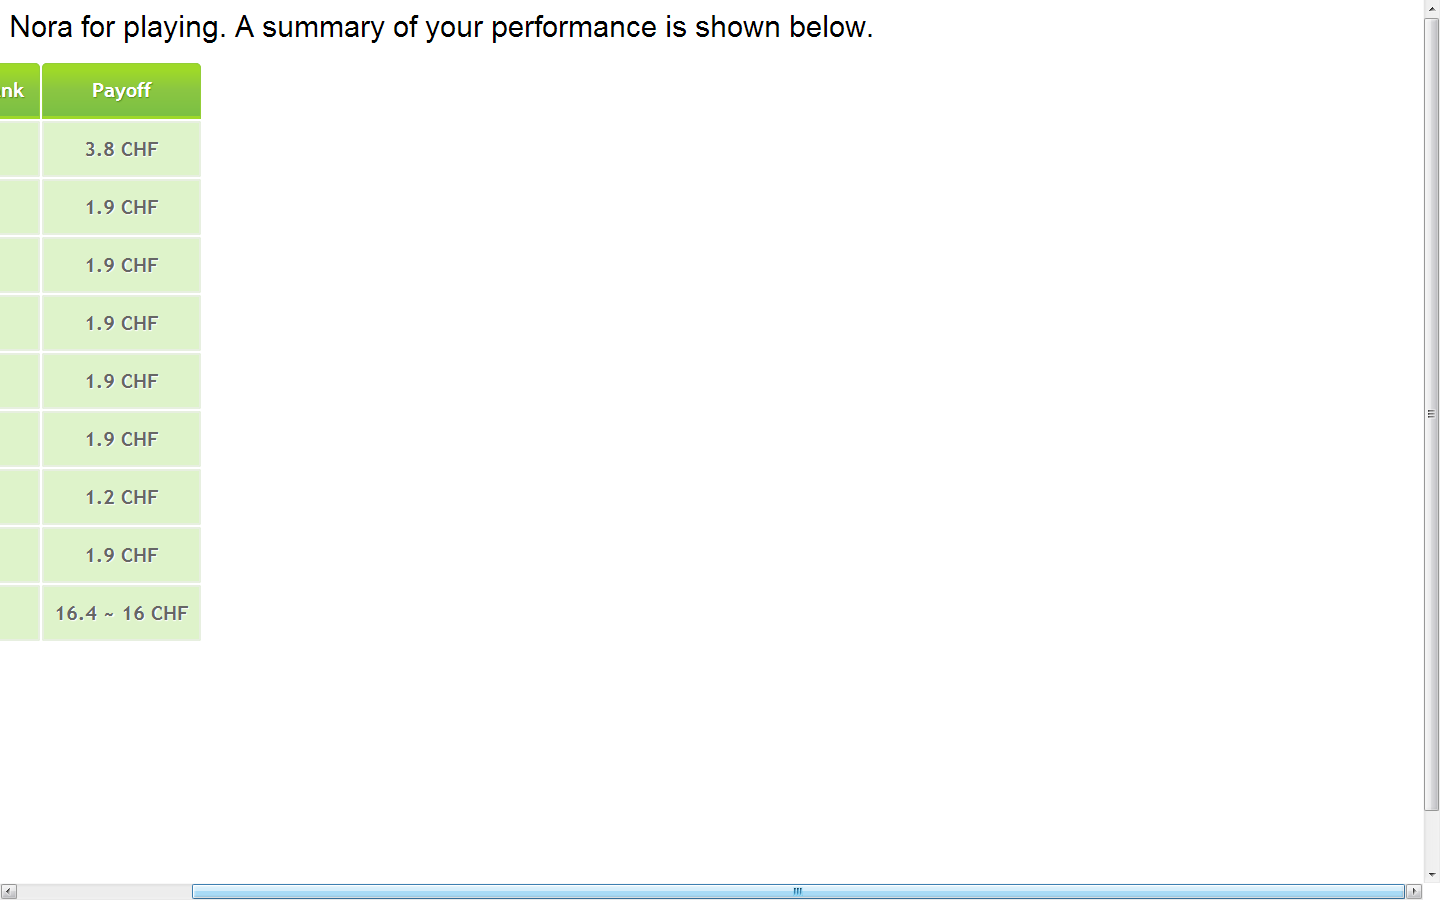 Nora for playing. A summary of your performance is shown below.
nk Payoff
3.8 CHF
1.9 CHF
1.9 CHF
1.9 CHF
1.9 CHF
1.9 CHF
1.2 CHF
1.9 CHF
16.4 ~ 16 CHF